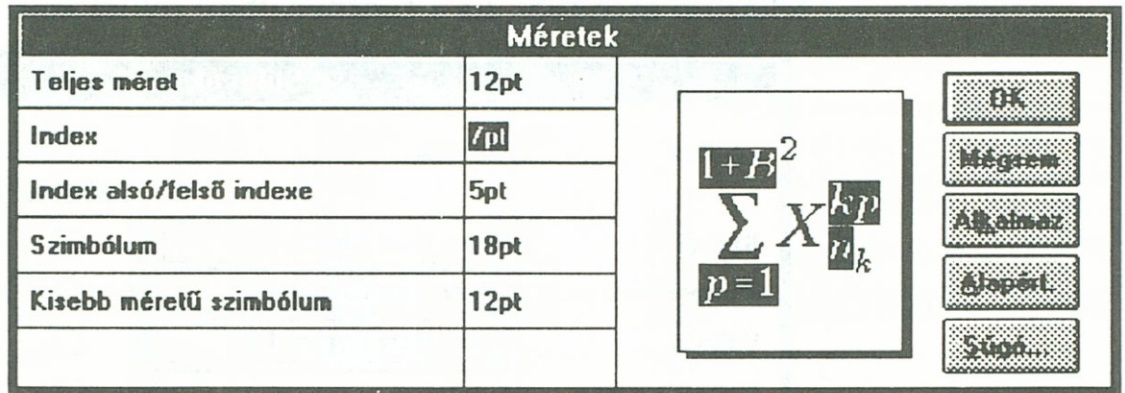 Méretek
Teljes méret 12pt
Index 7pt
Index alsó/felső indexe 5pt
Szimbólum 18pt
Kisebb méretű szimbólum 12pt
1+B 2
∑ X kp
n k
p=1
OK
Mégsem
Alkalmaz
Alapért.
Súgó...